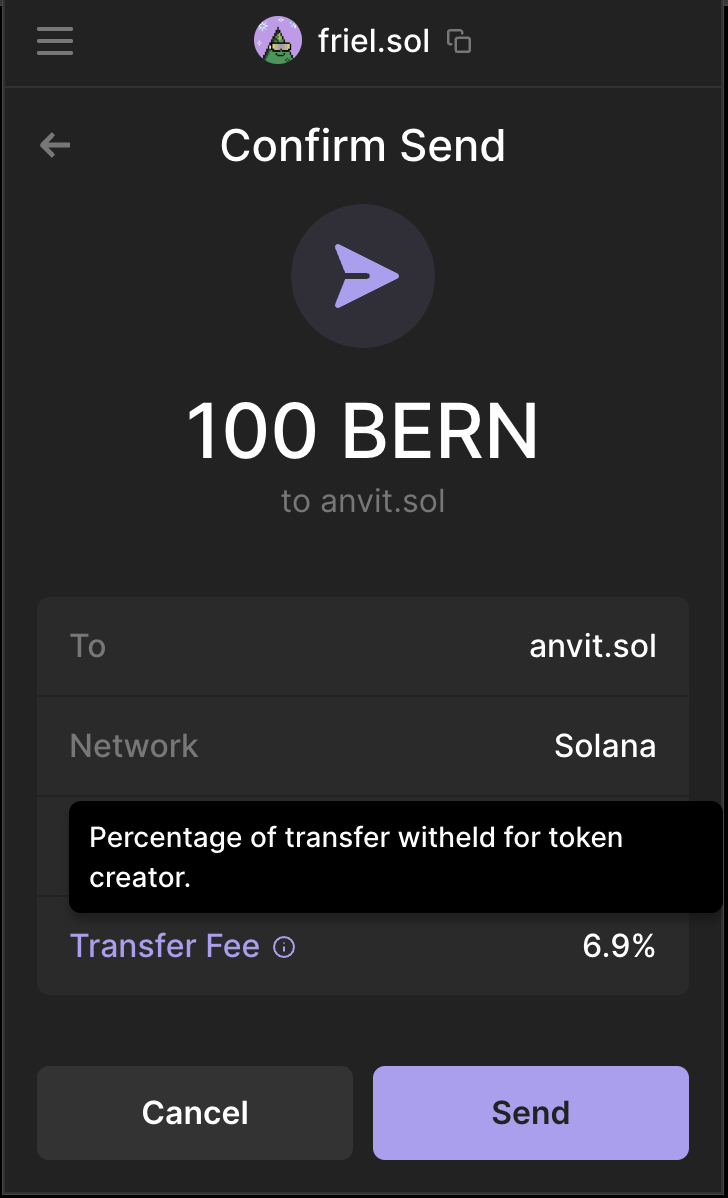 friel.sol
Confirm Send
100 BERN
to anvit.sol
To
anvit.sol
Network
Solana
Percentage of transfer witheld for token
creator.
Transfer Fee
6.9%
Cancel
Send